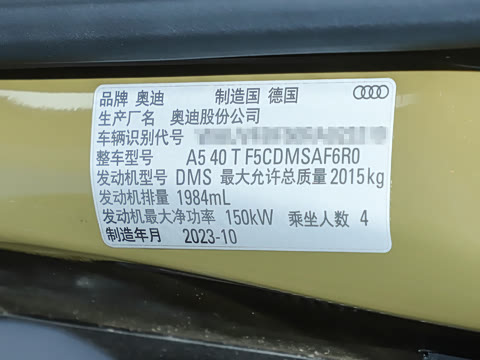 品牌 奥迪 制造国 德国
生产厂名 奥迪股份公司
车辆识别代号
整车型号 A5 40 T F5CDMSAF6R0
发动机型号 DMS 最大允许总质量 2015kg
发动机排量 1984mL
发动机最大净功率 150kW 乘坐人数 4
制造年月 2023-10